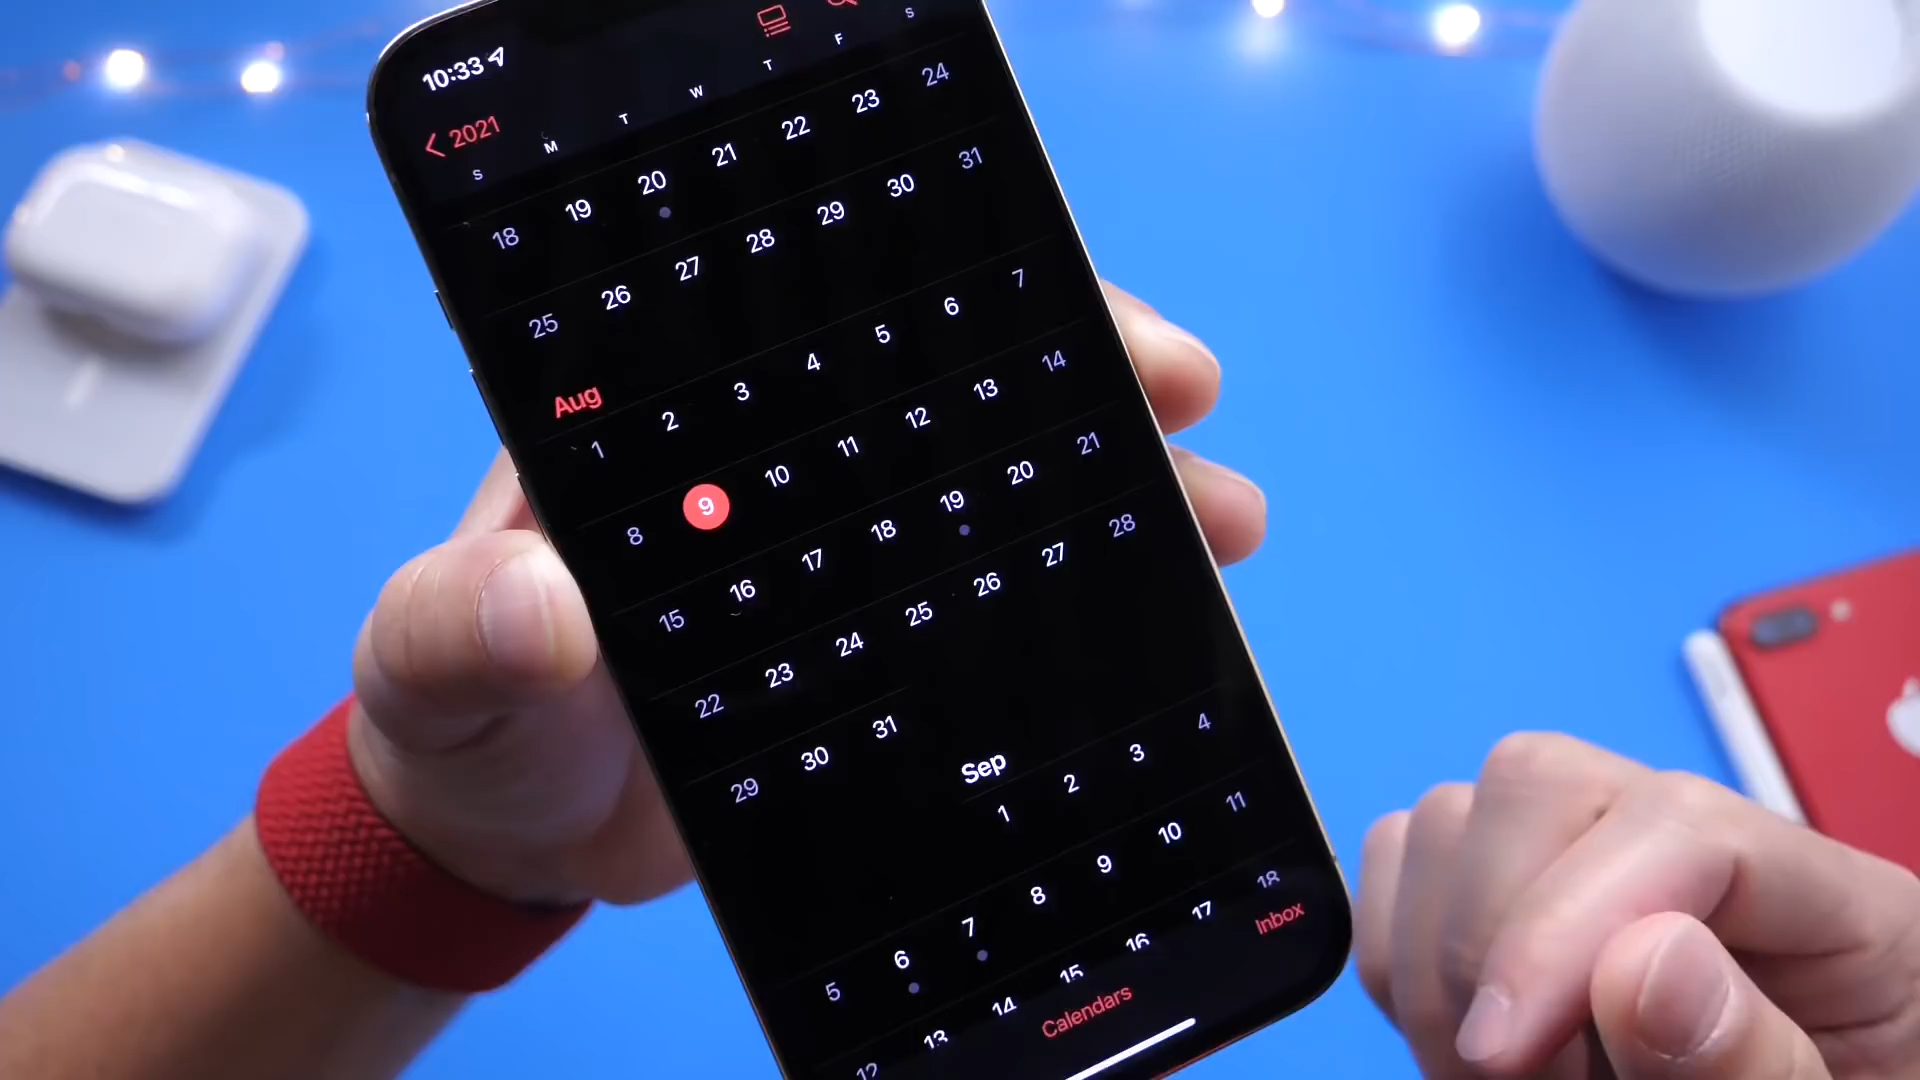 10:33
2021
S M T W T F S
18 19 20 21 22 23 24
25 26 27 28 29 30 31
Aug
1 2 3 4 5 6 7
8 9 10 11 12 13 14
15 16 17 18 19 20 21
22 23 24 25 26 27 28
29 30 31
Sep
1 2 3 4
5 6 7 8 9 10 11
12 13 14 15 16 17 18
Calendars Inbox